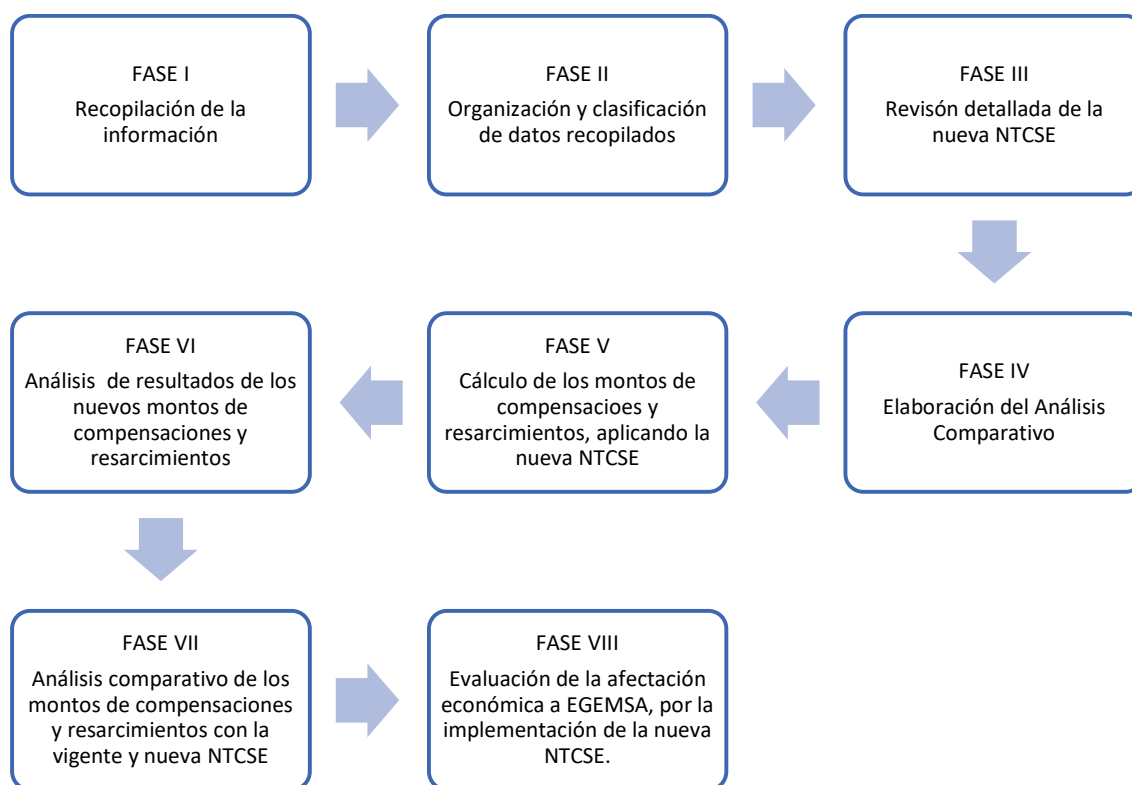 FASE I
Recopilación de la
información
FASE II
Organización y clasificación
de datos recopilados
FASE III
Revisón detallada de la
nueva NTCSE
FASE IV
Elaboración del Análisis
Comparativo
FASE V
Cálculo de los montos de
compensacioes y
resarcimientos, aplicando la
nueva NTCSE
FASE VI
Análisis de resultados de los
nuevos montos de
compensaciones y
resarcimientos
FASE VII
Análisis comparativo de los
montos de compensaciones
y resarcimientos con la
vigente y nueva NTCSE
FASE VIII
Evaluación de la afectación
económica a EGEMSA, por la
implementación de la nueva
NTCSE.